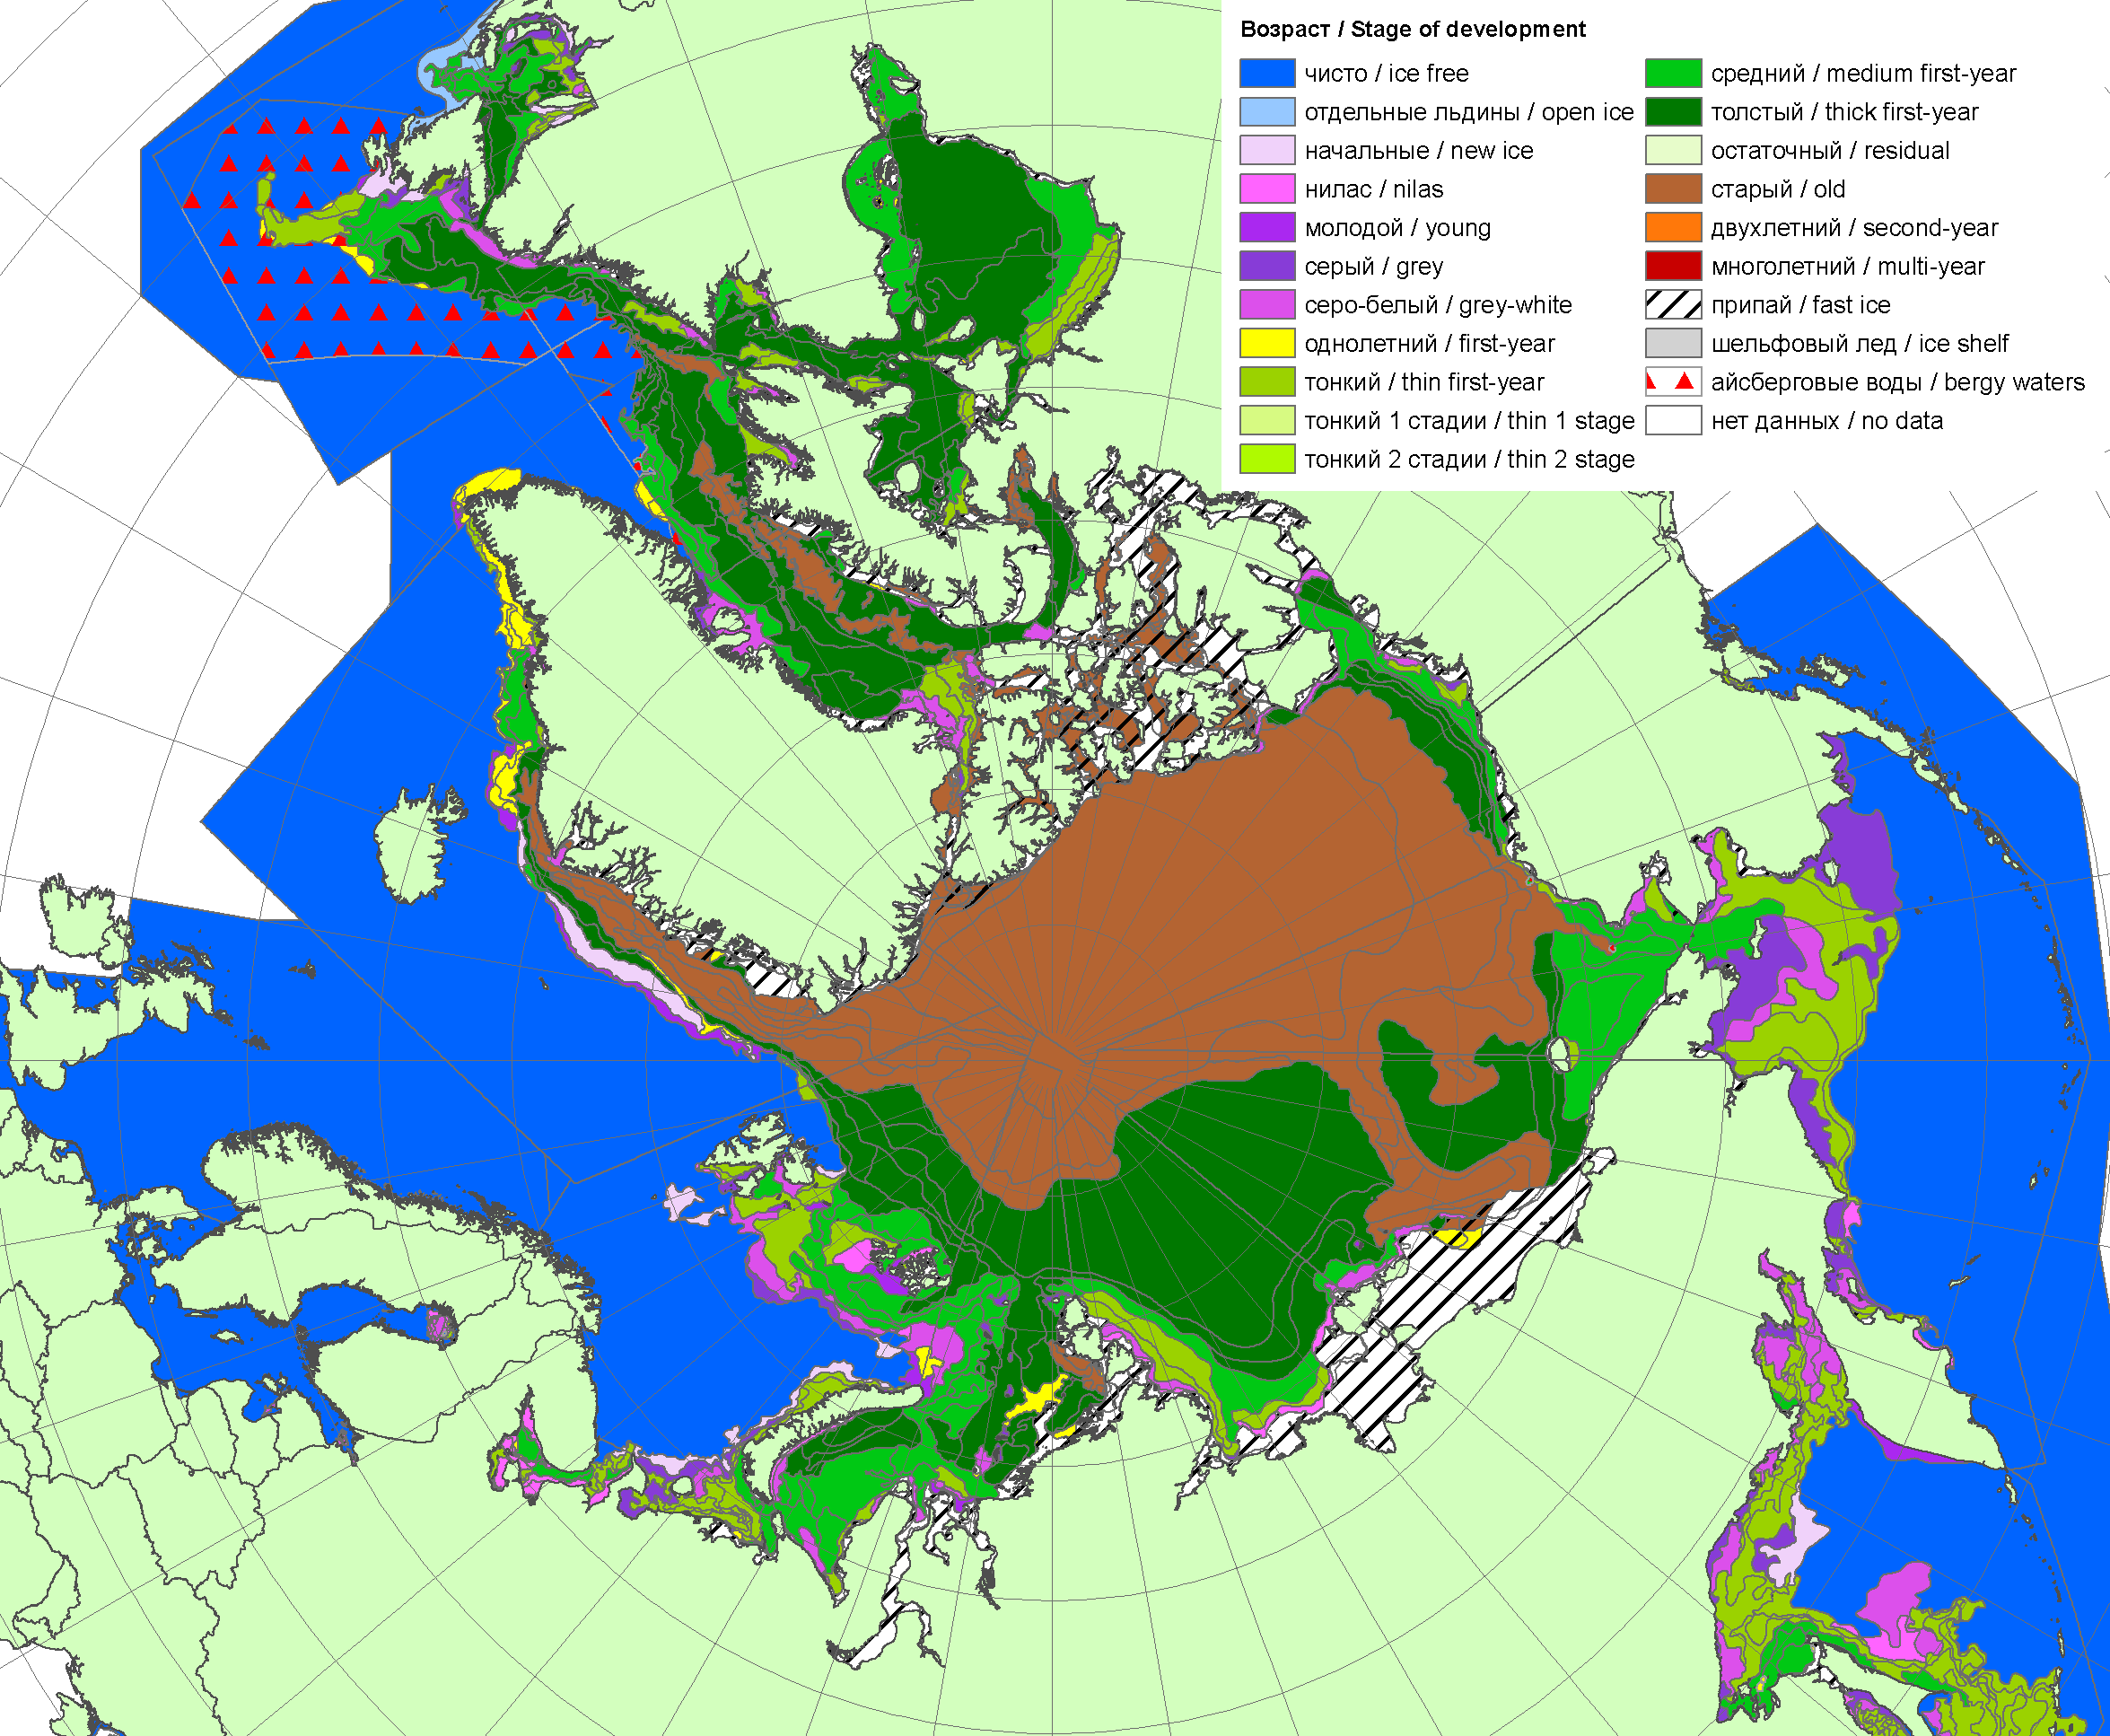 Возраст / Stage of development
чисто / ice free
отдельные льдины / open ice
начальные / new ice
нилас / nilas
молодой / young
серый / grey
серо-белый / grey-white
однолетний / first-year
тонкий / thin first-year
тонкий 1 стадии / thin 1 stage
тонкий 2 стадии / thin 2 stage
средний / medium first-year
толстый / thick first-year
остаточный / residual
старый / old
двухлетний / second-year
многолетний / multi-year
припай / fast ice
шельфовый лед / ice shelf
айсберговые воды / bergy waters
нет данных / no data